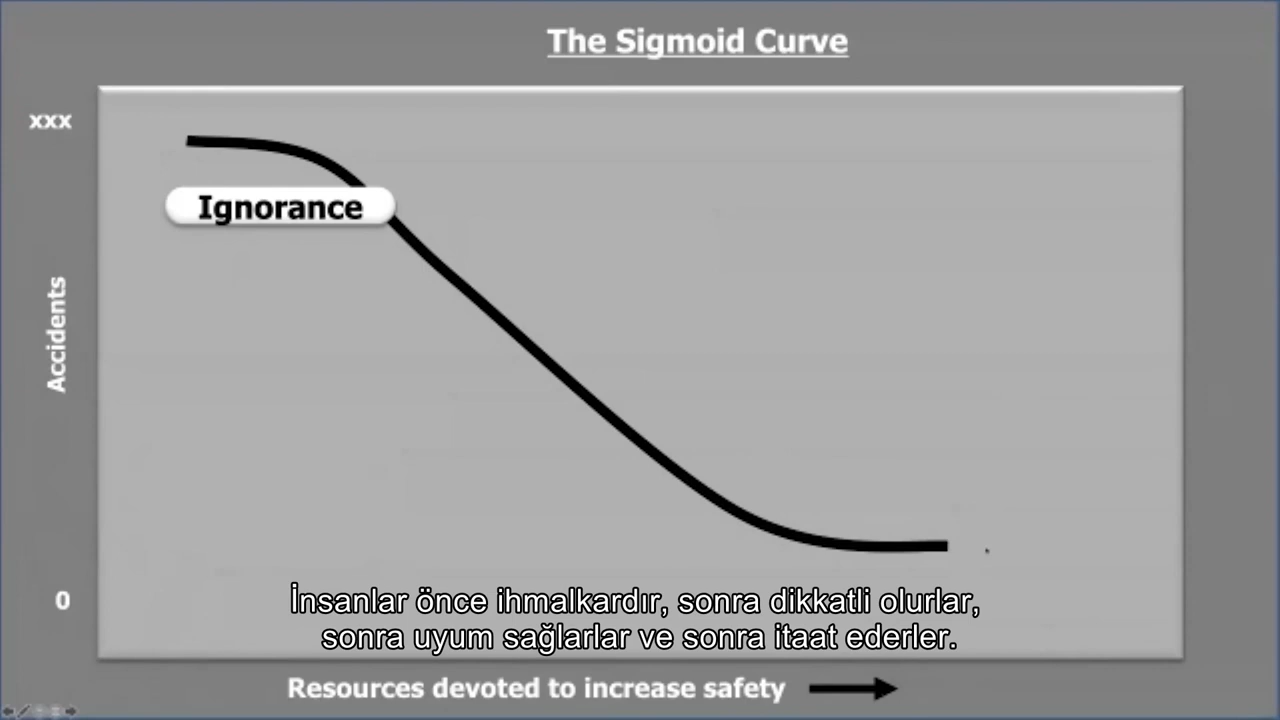 The Sigmoid Curve
xxx
Ignorance
Accidents
0
İnsanlar önce ihmalkardır, sonra dikkatli olurlar,
sonra uyum sağlarlar ve sonra itaat ederler.
Resources devoted to increase safety